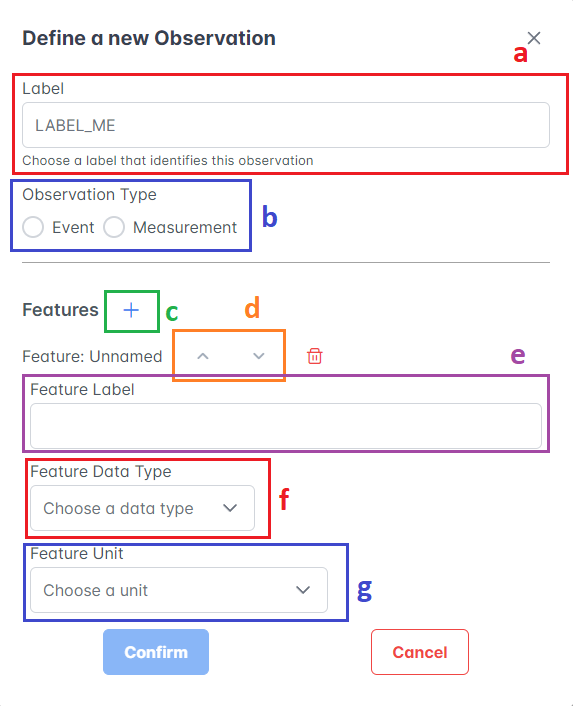 Define a new Observation
a
Label
LABEL_ME
Choose a label that identifies this observation
Observation Type
Event Measurement
b
Features
c
d
Feature: Unnamed
e
Feature Label
Feature Data Type
Choose a data type
f
Feature Unit
Choose a unit
g
Confirm Cancel